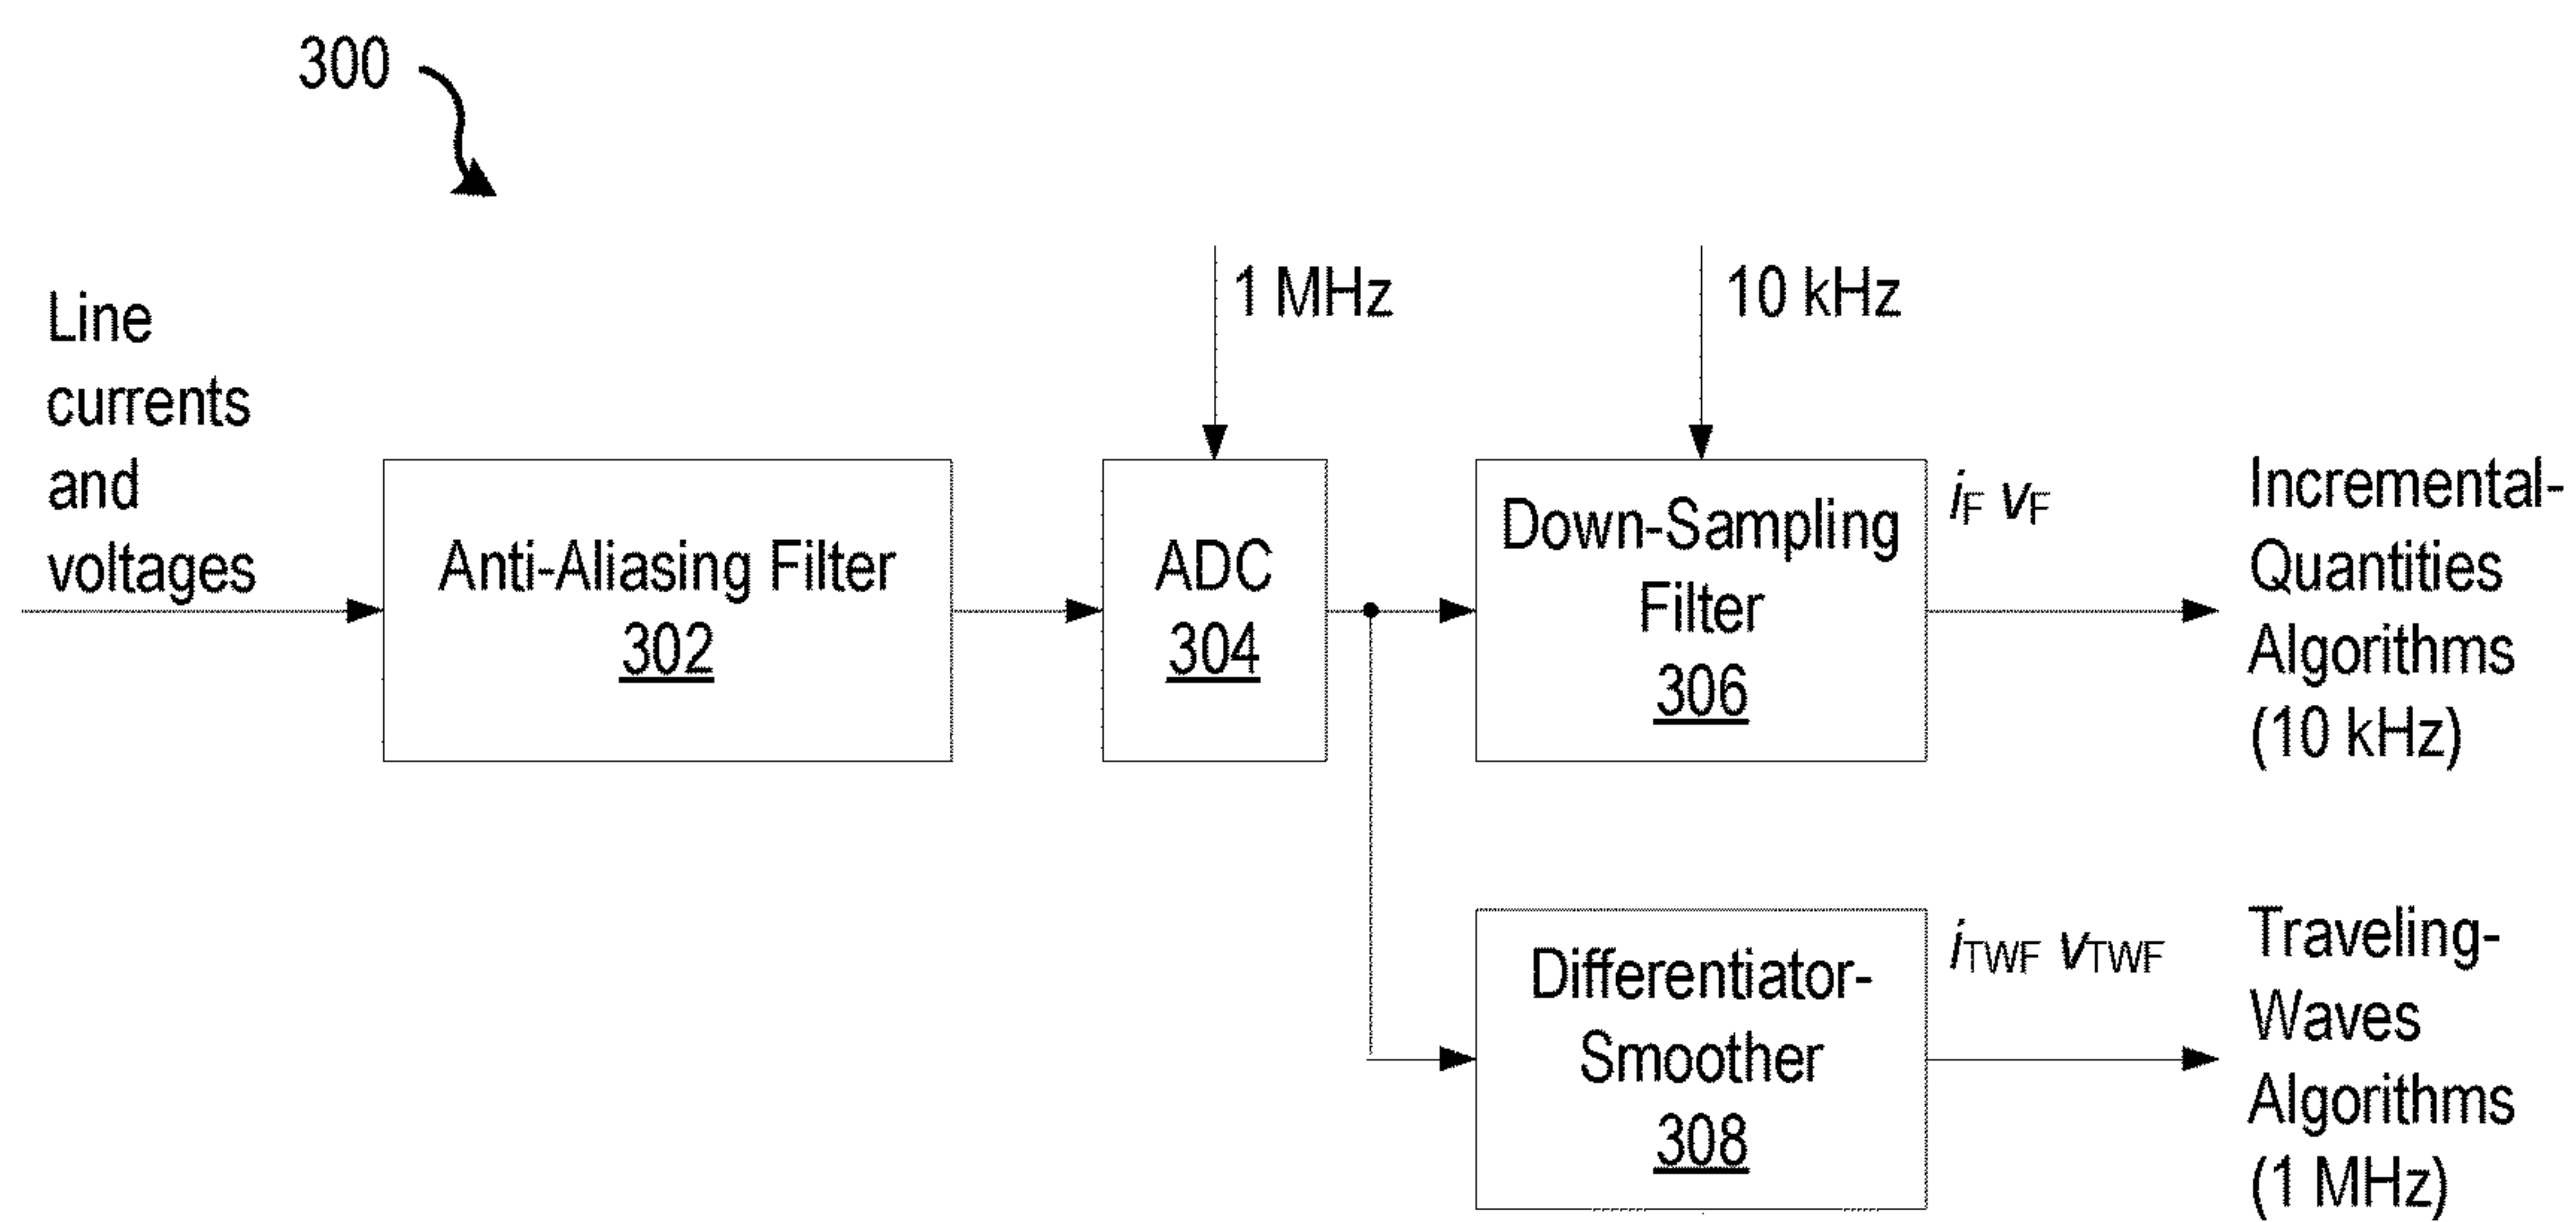 300
Line
currents
and
voltages
Anti-Aliasing Filter
302
1 MHz
ADC
304
10 kHz
Down-Sampling
Filter
306
iF vF
Incremental-
Quantities
Algorithms
(10 kHz)
Differentiator-
Smoother
308
iTWF vTWF
Traveling-
Waves
Algorithms
(1 MHz)